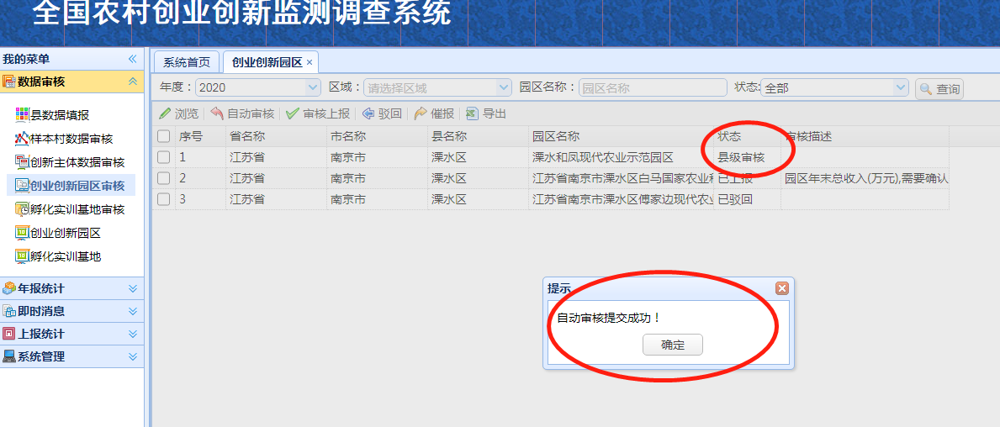 全国农村创业创新监测调查系统
我的菜单
系统首页 创业创新园区
数据审核
年度： 2020 区域： 请选择区域 园区名称： 园区名称 状态: 全部 查询
浏览 自动审核 审核上报 驳回 催报 导出
县数据填报
样本村数据审核
创新主体数据审核
创业创新园区审核
孵化实训基地审核
创业创新园区
孵化实训基地
年报统计
即时消息
上报统计
系统管理
序号 省名称 市名称 县名称 园区名称 状态 审核描述
1 江苏省 南京市 溧水区 溧水和凤现代农业示范园区 县级审核
2 江苏省 南京市 溧水区 江苏省南京市溧水区白马国家农业科 已上报 园区年末总收入(万元),需要确认
3 江苏省 南京市 溧水区 江苏省南京市溧水区傅家边现代农业 已驳回
提示
自动审核提交成功！
确定